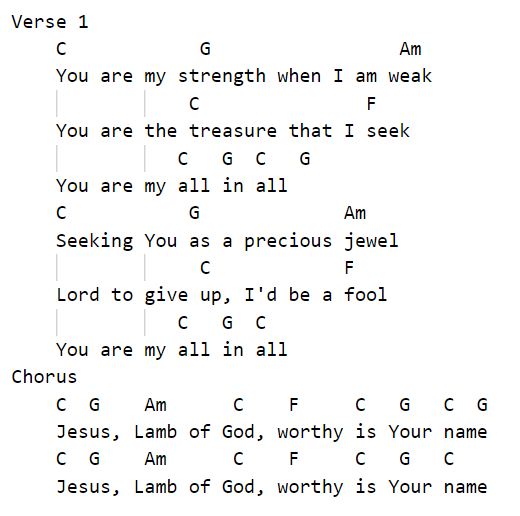 Verse 1
    C            G                 Am
    You are my strength when I am weak
                C               F
    You are the treasure that I seek
               C   G  C   G
    You are my all in all
    C           G             Am
    Seeking You as a precious jewel
                 C            F
    Lord to give up, I'd be a fool
               C   G  C
    You are my all in all
Chorus
    C  G    Am      C    F     C   G   C  G
    Jesus, Lamb of God, worthy is Your name
    C  G    Am      C    F     C   G   C
    Jesus, Lamb of God, worthy is Your name